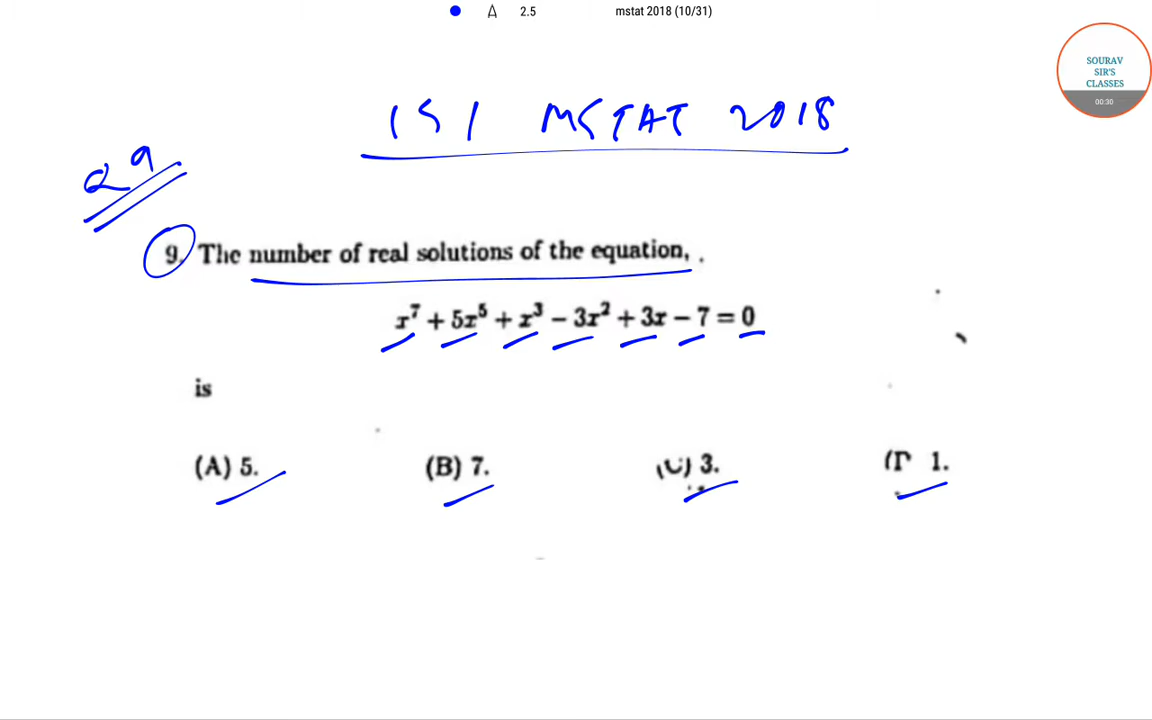 A 2.5 mstat 2018 (10/31)
SOURAV
SIR'S
CLASSES
00:30
ISI MSTAT 2018
Q9
9. The number of real solutions of the equation,
x⁷ + 5x⁵ + x³ − 3x² + 3x − 7 = 0
is
(A) 5. (B) 7. (C) 3. (D 1.